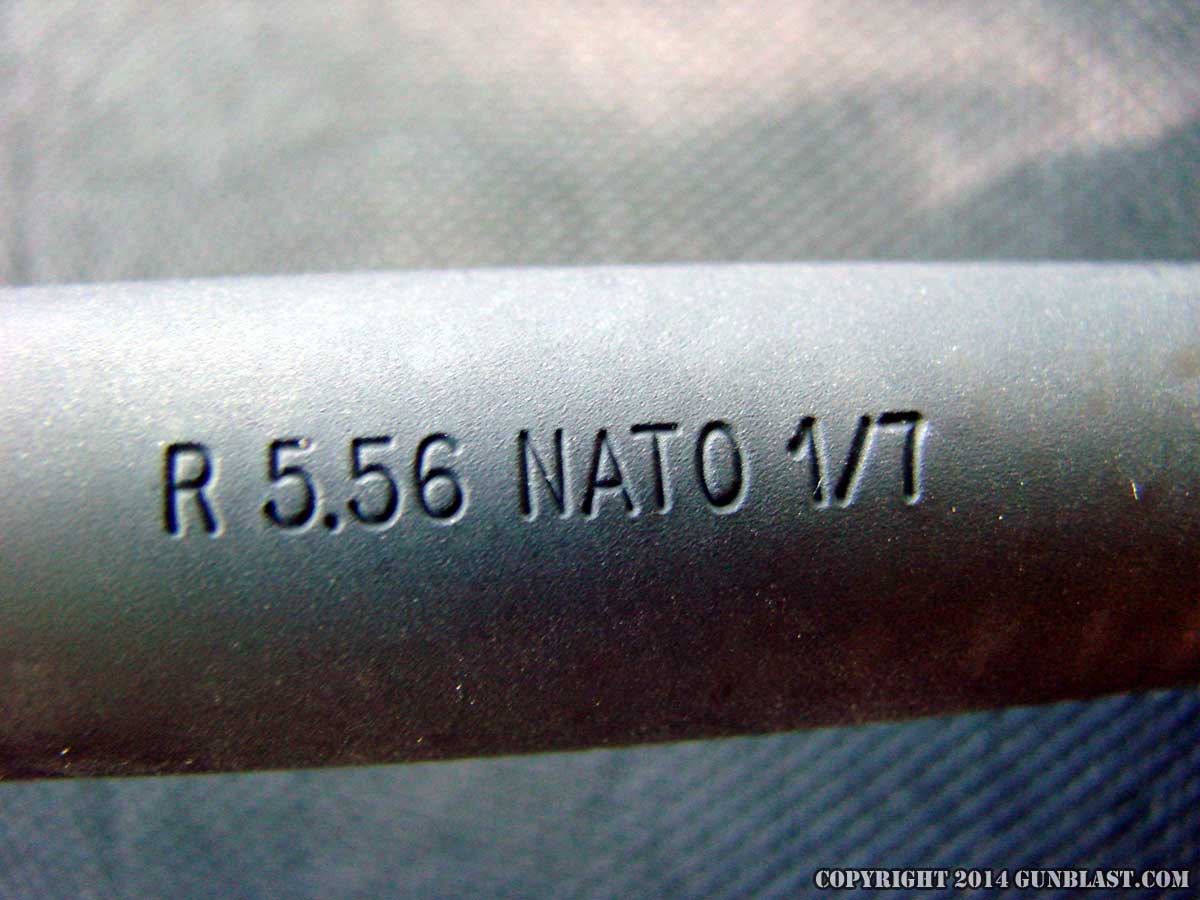 R 5.56 NATO 1/7
COPYRIGHT 2014 GUNBLAST.COM